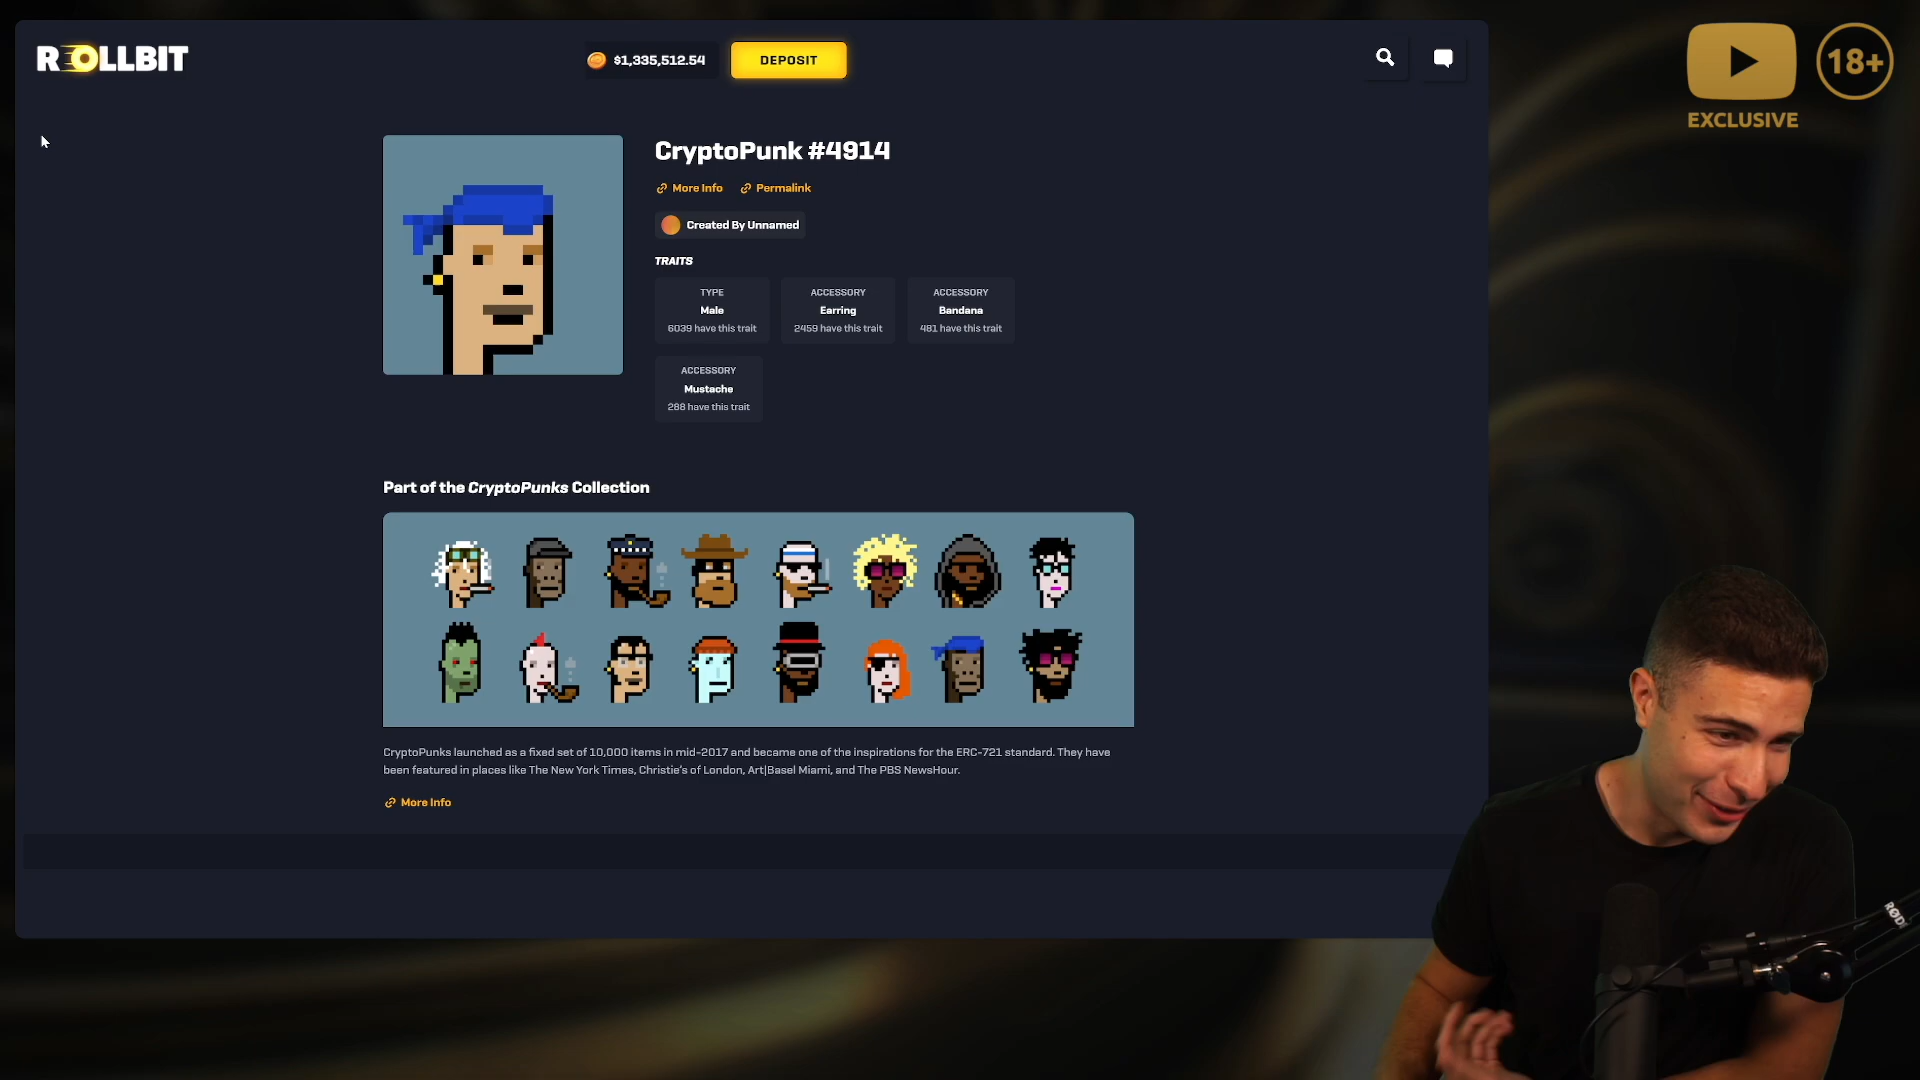 ROLLBIT
$1,335,512.54
DEPOSIT
EXCLUSIVE
18+
CryptoPunk #4914
More Info
Permalink
Created By Unnamed
TRAITS
TYPE
Male
6039 have this trait
ACCESSORY
Earring
2459 have this trait
ACCESSORY
Bandana
481 have this trait
ACCESSORY
Mustache
288 have this trait
Part of the CryptoPunks Collection
CryptoPunks launched as a fixed set of 10,000 items in mid-2017 and became one of the inspirations for the ERC-721 standard. They have
been featured in places like The New York Times, Christie's of London, Art|Basel Miami, and The PBS NewsHour.
More Info
RØDE